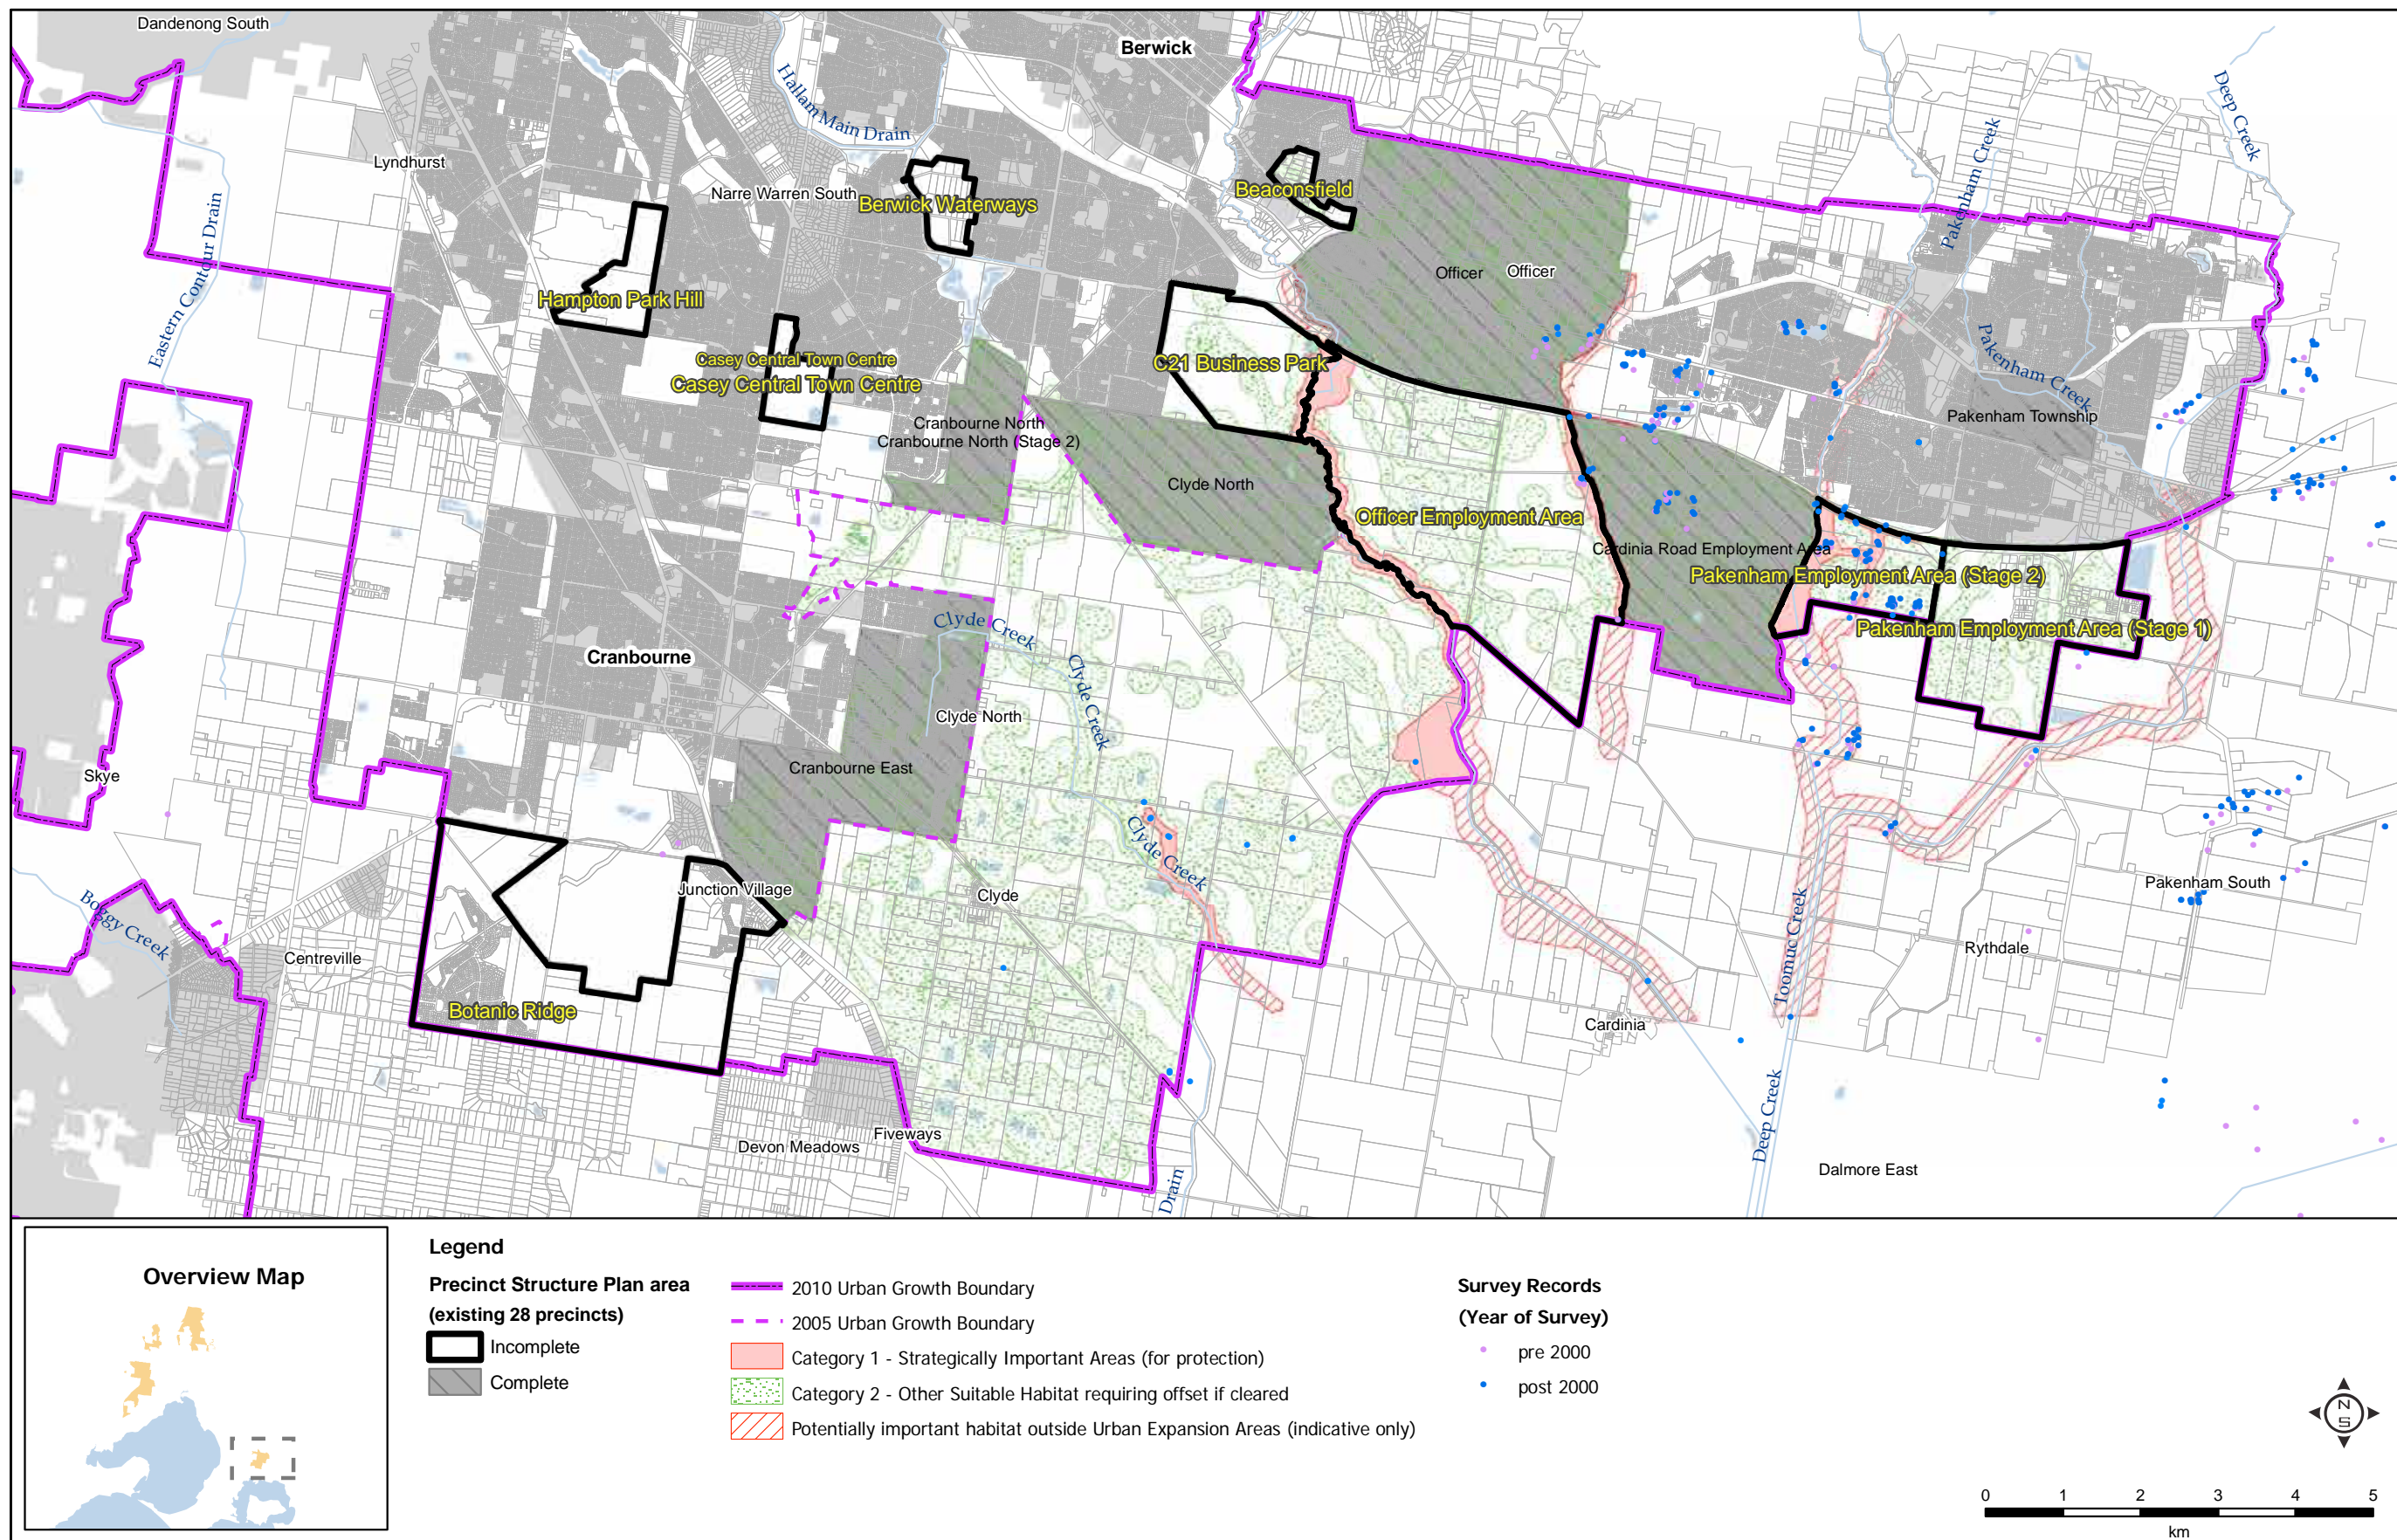 Dandenong South
Berwick
Hallam Main Drain
Deep Creek
Pakenham Creek
Lyndhurst
Narre Warren South
Berwick Waterways
Beaconsfield
Eastern Contour Drain
Officer
Officer
Hampton Park Hill
C21 Business Park
Casey Central Town Centre
Casey Central Town Centre
Pakenham Creek
Pakenham Township
Cranbourne North
Cranbourne North (Stage 2)
Clyde North
Officer Employment Area
Cardinia Road Employment Area
Pakenham Employment Area (Stage 2)
Pakenham Employment Area (Stage 1)
Clyde Creek
Cranbourne
Clyde Creek
Clyde North
Skye
Cranbourne East
Clyde Creek
Junction Village
Clyde
Pakenham South
Boggy Creek
Centreville
Toomuc Creek
Rythdale
Botanic Ridge
Cardinia
Deep Creek
Fiveways
Devon Meadows
Drain
Dalmore East
Overview Map
Legend
Precinct Structure Plan area
(existing 28 precincts)
Incomplete
Complete
2010 Urban Growth Boundary
2005 Urban Growth Boundary
Category 1 - Strategically Important Areas (for protection)
Category 2 - Other Suitable Habitat requiring offset if cleared
Potentially important habitat outside Urban Expansion Areas (indicative only)
Survey Records
(Year of Survey)
pre 2000
post 2000
N
S
0 1 2 3 4 5
km